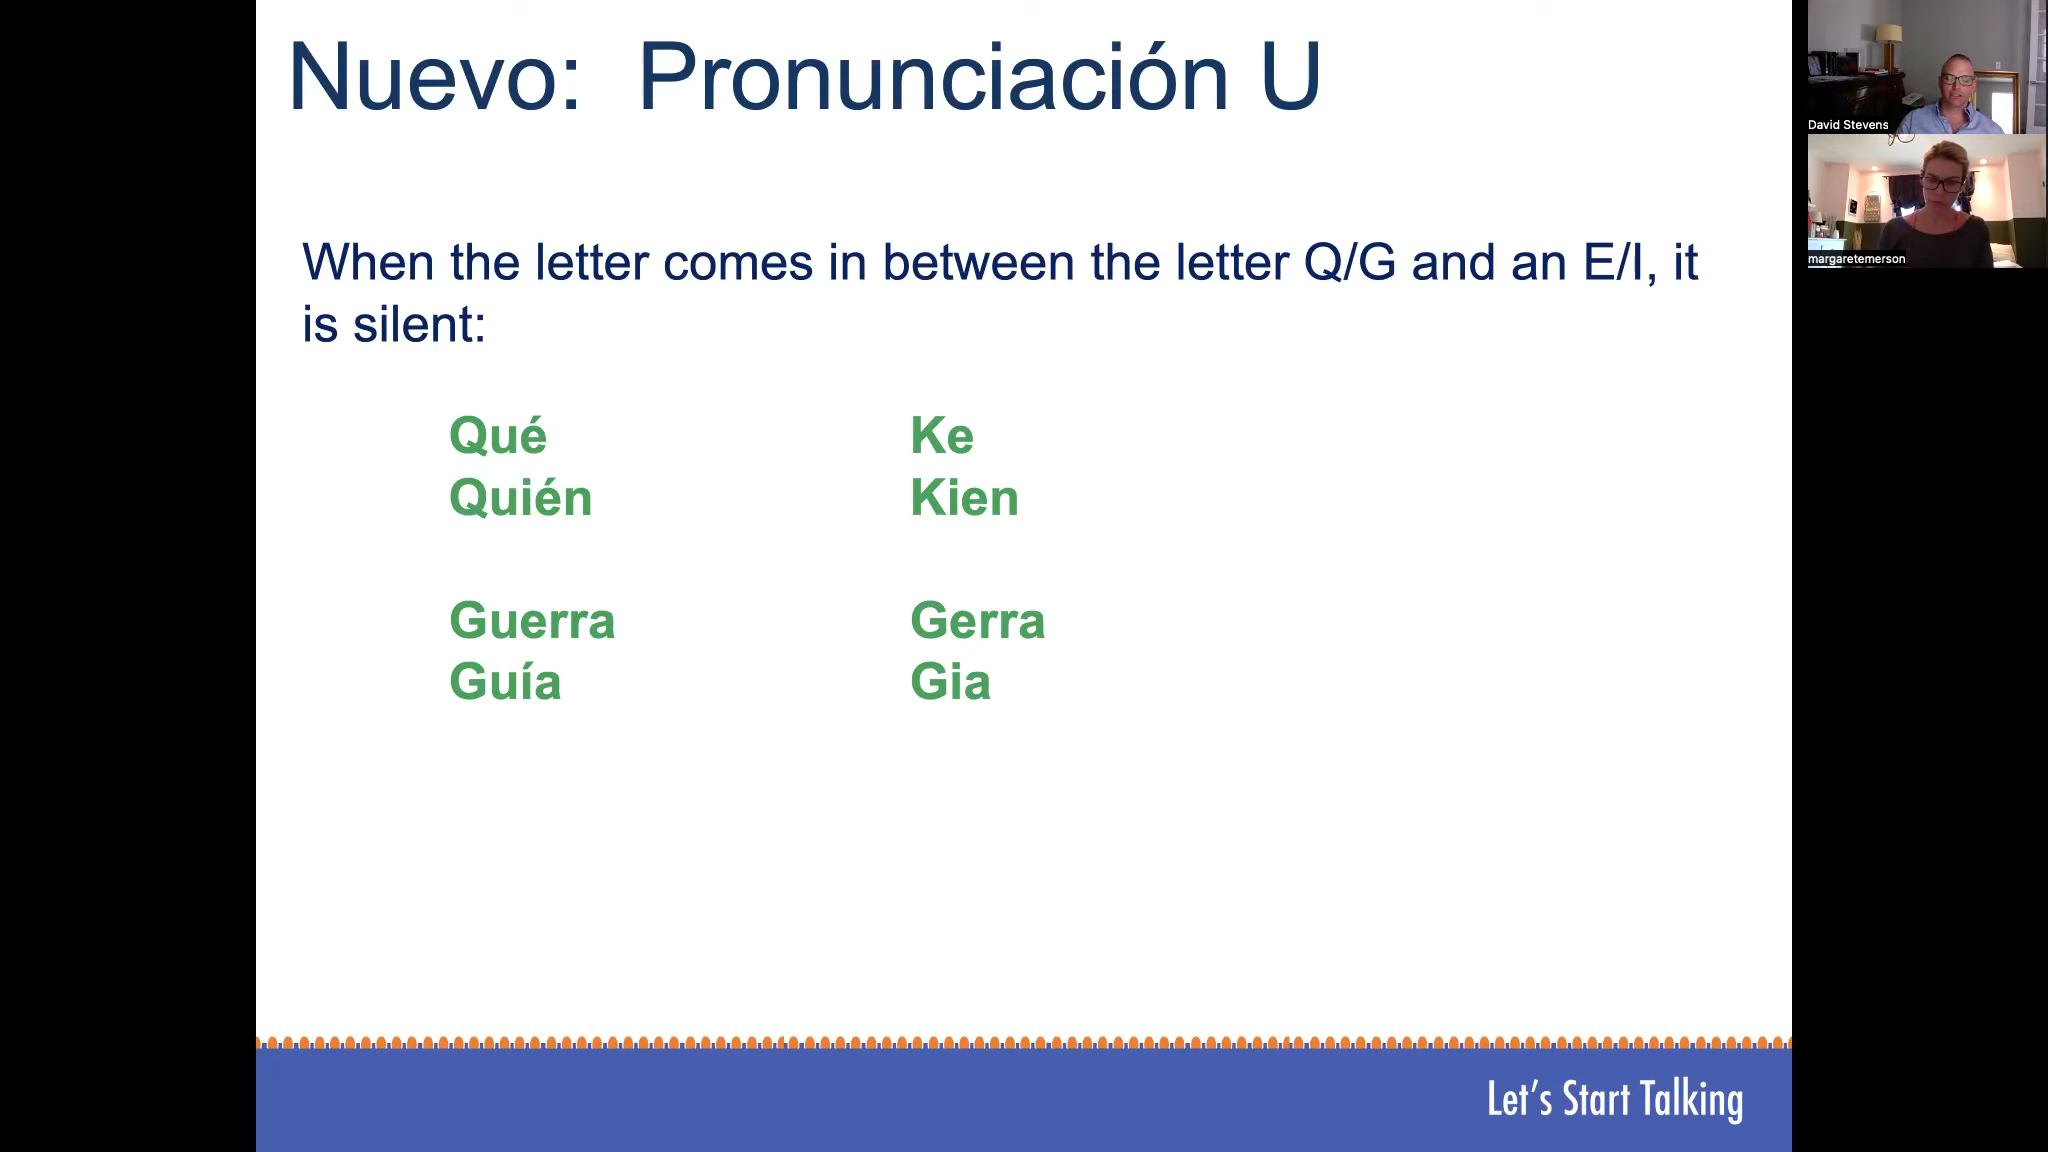 Nuevo: Pronunciación U
When the letter comes in between the letter Q/G and an E/I, it
is silent:
Qué Ke
Quién Kien
Guerra Gerra
Guía Gia
Let's Start Talking
David Stevens
margaretemerson